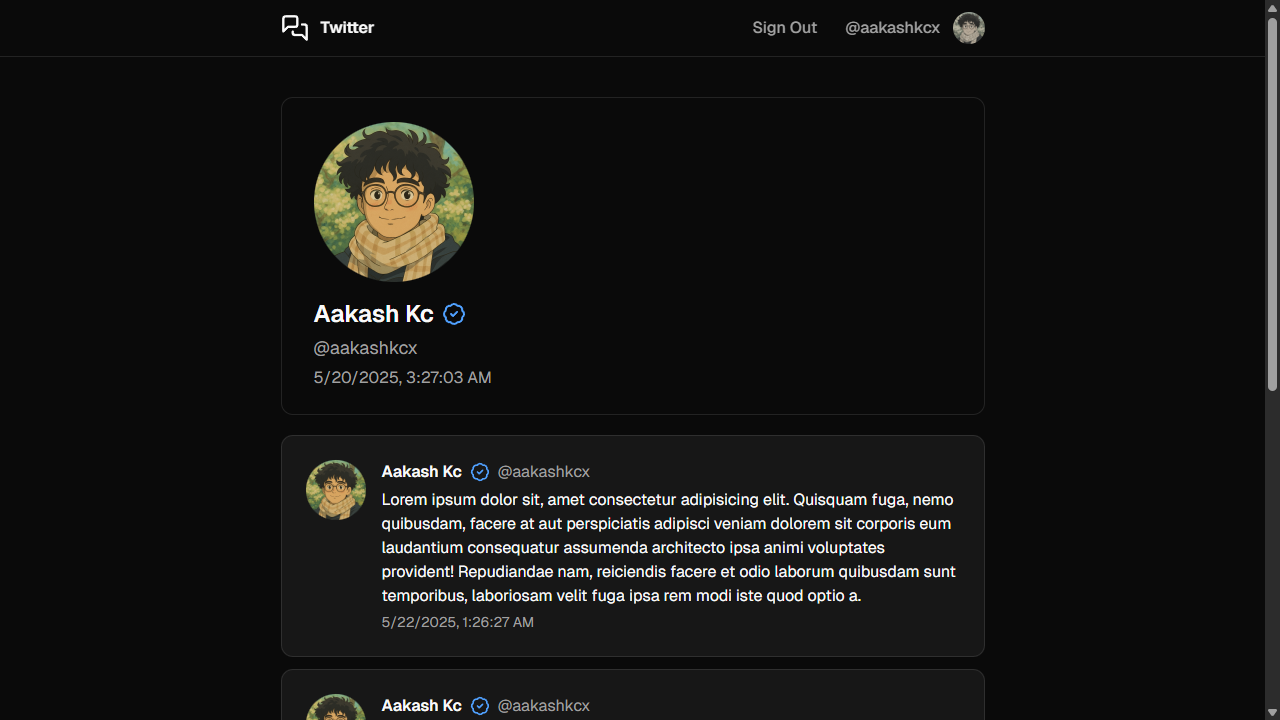 Twitter
Sign Out
@aakashkcx
Aakash Kc
@aakashkcx
5/20/2025, 3:27:03 AM
Aakash Kc @aakashkcx
Lorem ipsum dolor sit, amet consectetur adipisicing elit. Quisquam fuga, nemo
quibusdam, facere at aut perspiciatis adipisci veniam dolorem sit corporis eum
laudantium consequatur assumenda architecto ipsa animi voluptates
provident! Repudiandae nam, reiciendis facere et odio laborum quibusdam sunt
temporibus, laboriosam velit fuga ipsa rem modi iste quod optio a.
5/22/2025, 1:26:27 AM
Aakash Kc @aakashkcx